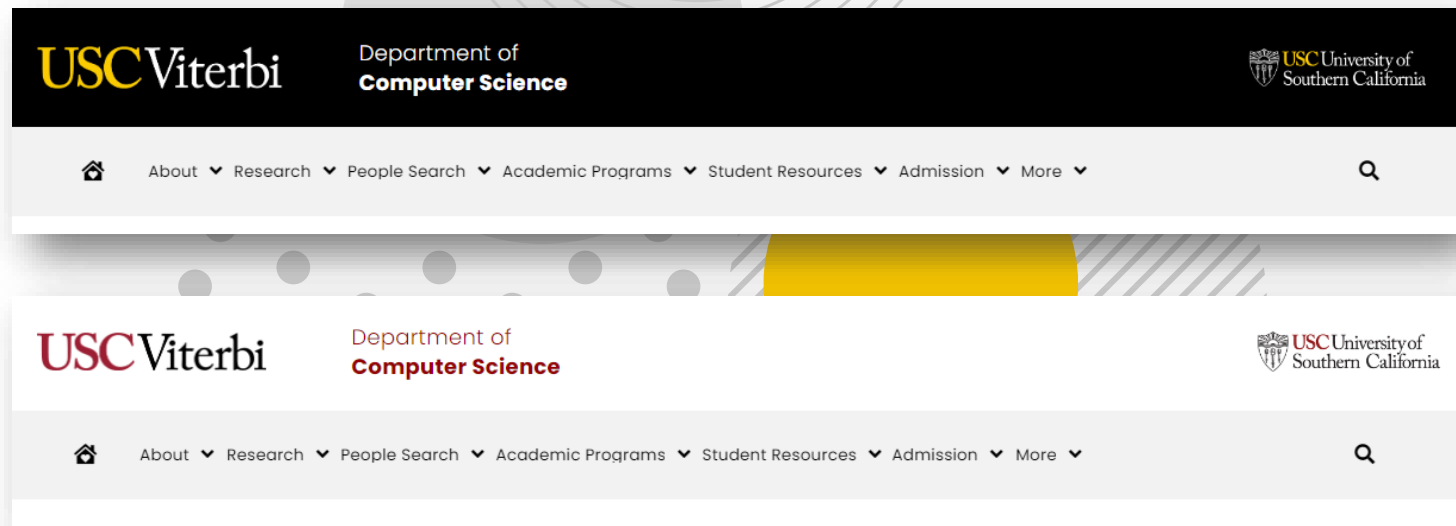 USC Viterbi
Department of
Computer Science
USC University of
Southern California
About Research People Search Academic Programs Student Resources Admission More
USC Viterbi
Department of
Computer Science
USC University of
Southern California
About Research People Search Academic Programs Student Resources Admission More